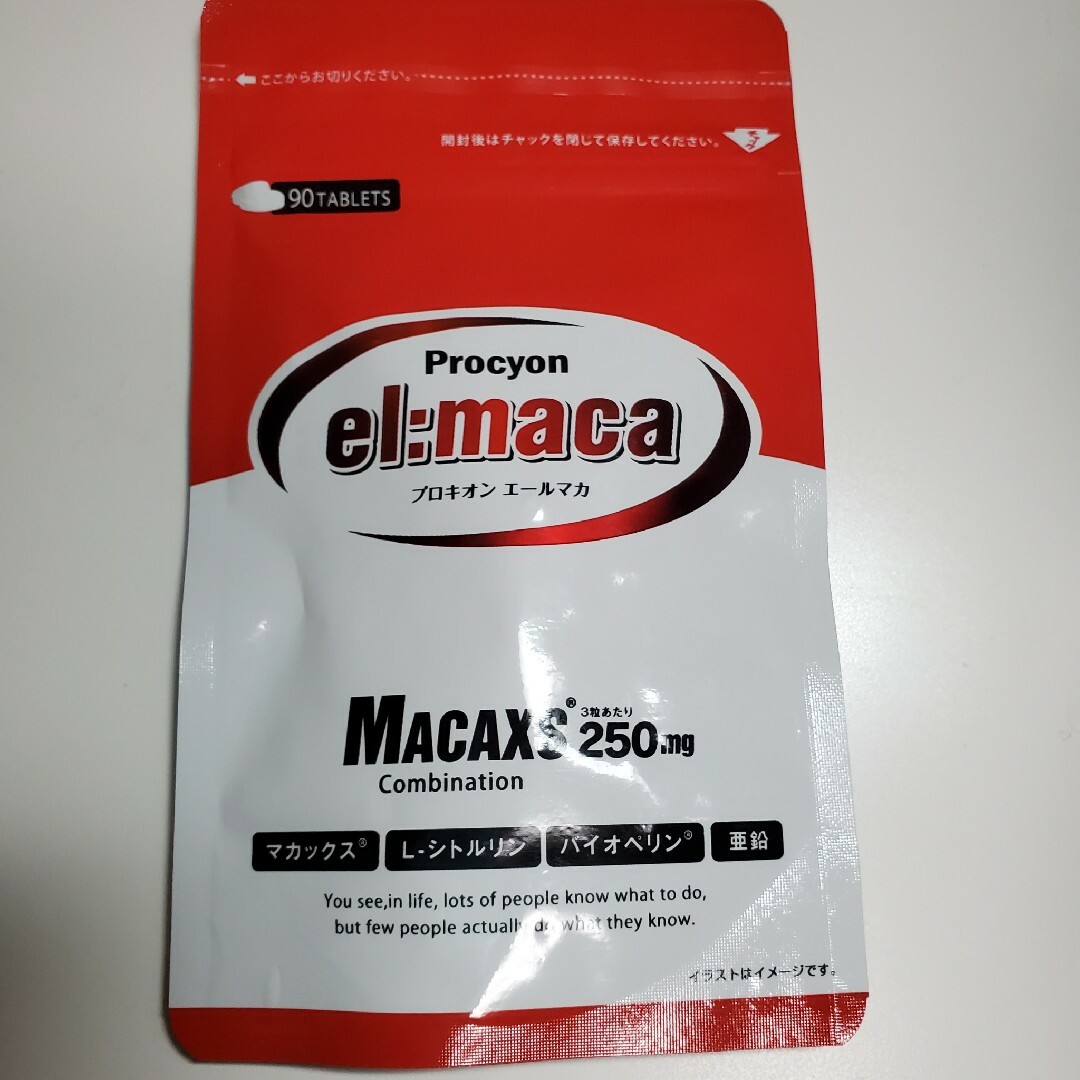 ここからお切りください。
開封後はチャックを閉じて保存してください。
チャック
90TABLETS
Procyon
el:maca
プロキオン エールマカ
MACAXS® 3粒あたり 250mg
Combination
マカックス® L-シトルリン バイオペリン® 亜鉛
You see,in life, lots of people know what to do,
but few people actually do what they know.
イラストはイメージです。